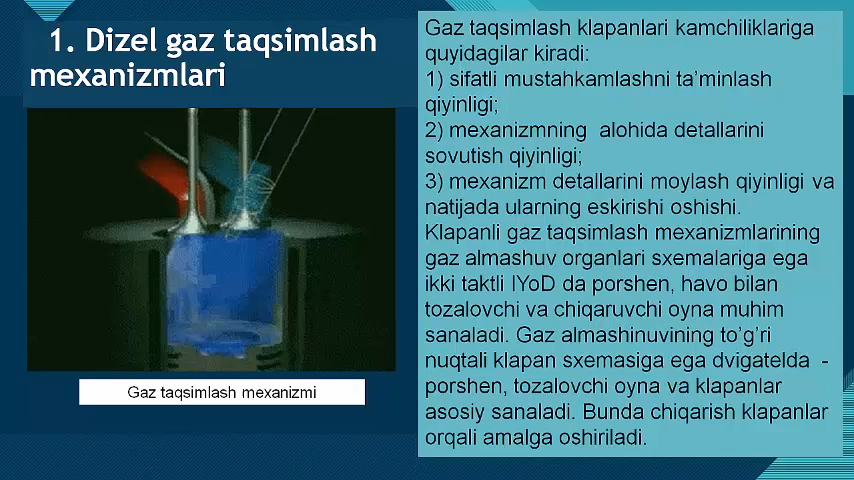 1. Dizel gaz taqsimlash
mexanizmlari
Gaz taqsimlash mexanizmi
Gaz taqsimlash klapanlari kamchiliklariga
quyidagilar kiradi:
1) sifatli mustahkamlashni ta’minlash
qiyinligi;
2) mexanizmning alohida detallarini
sovutish qiyinligi;
3) mexanizm detallarini moylash qiyinligi va
natijada ularning eskirishi oshishi.
Klapanli gaz taqsimlash mexanizmlarining
gaz almashuv organlari sxemalariga ega
ikki taktli IYoD da porshen, havo bilan
tozalovchi va chiqaruvchi oyna muhim
sanaladi. Gaz almashinuvining to’g’ri
nuqtali klapan sxemasiga ega dvigatelda -
porshen, tozalovchi oyna va klapanlar
asosiy sanaladi. Bunda chiqarish klapanlar
orqali amalga oshiriladi.